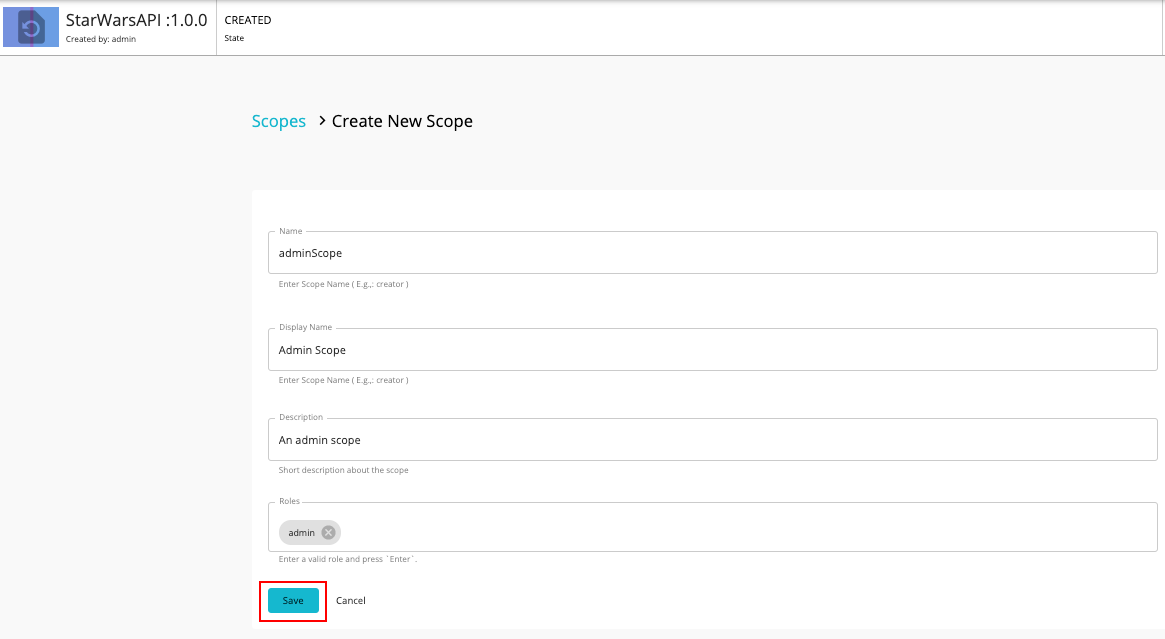 StarWarsAPI :1.0.0
Created by: admin
CREATED
State
Scopes > Create New Scope
Name
adminScope
Enter Scope Name ( E.g.,: creator )
Display Name
Admin Scope
Enter Scope Name ( E.g.,: creator )
Description
An admin scope
Short description about the scope
Roles
admin
Enter a valid role and press `Enter`.
Save Cancel